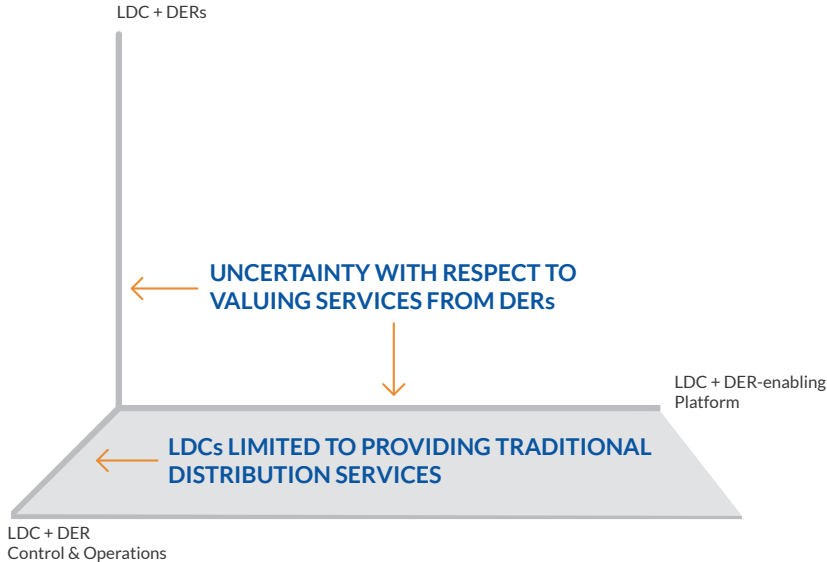 LDC + DERs
UNCERTAINTY WITH RESPECT TO
VALUING SERVICES FROM DERs
LDC + DER-enabling
Platform
LDCs LIMITED TO PROVIDING TRADITIONAL
DISTRIBUTION SERVICES
LDC + DER
Control & Operations